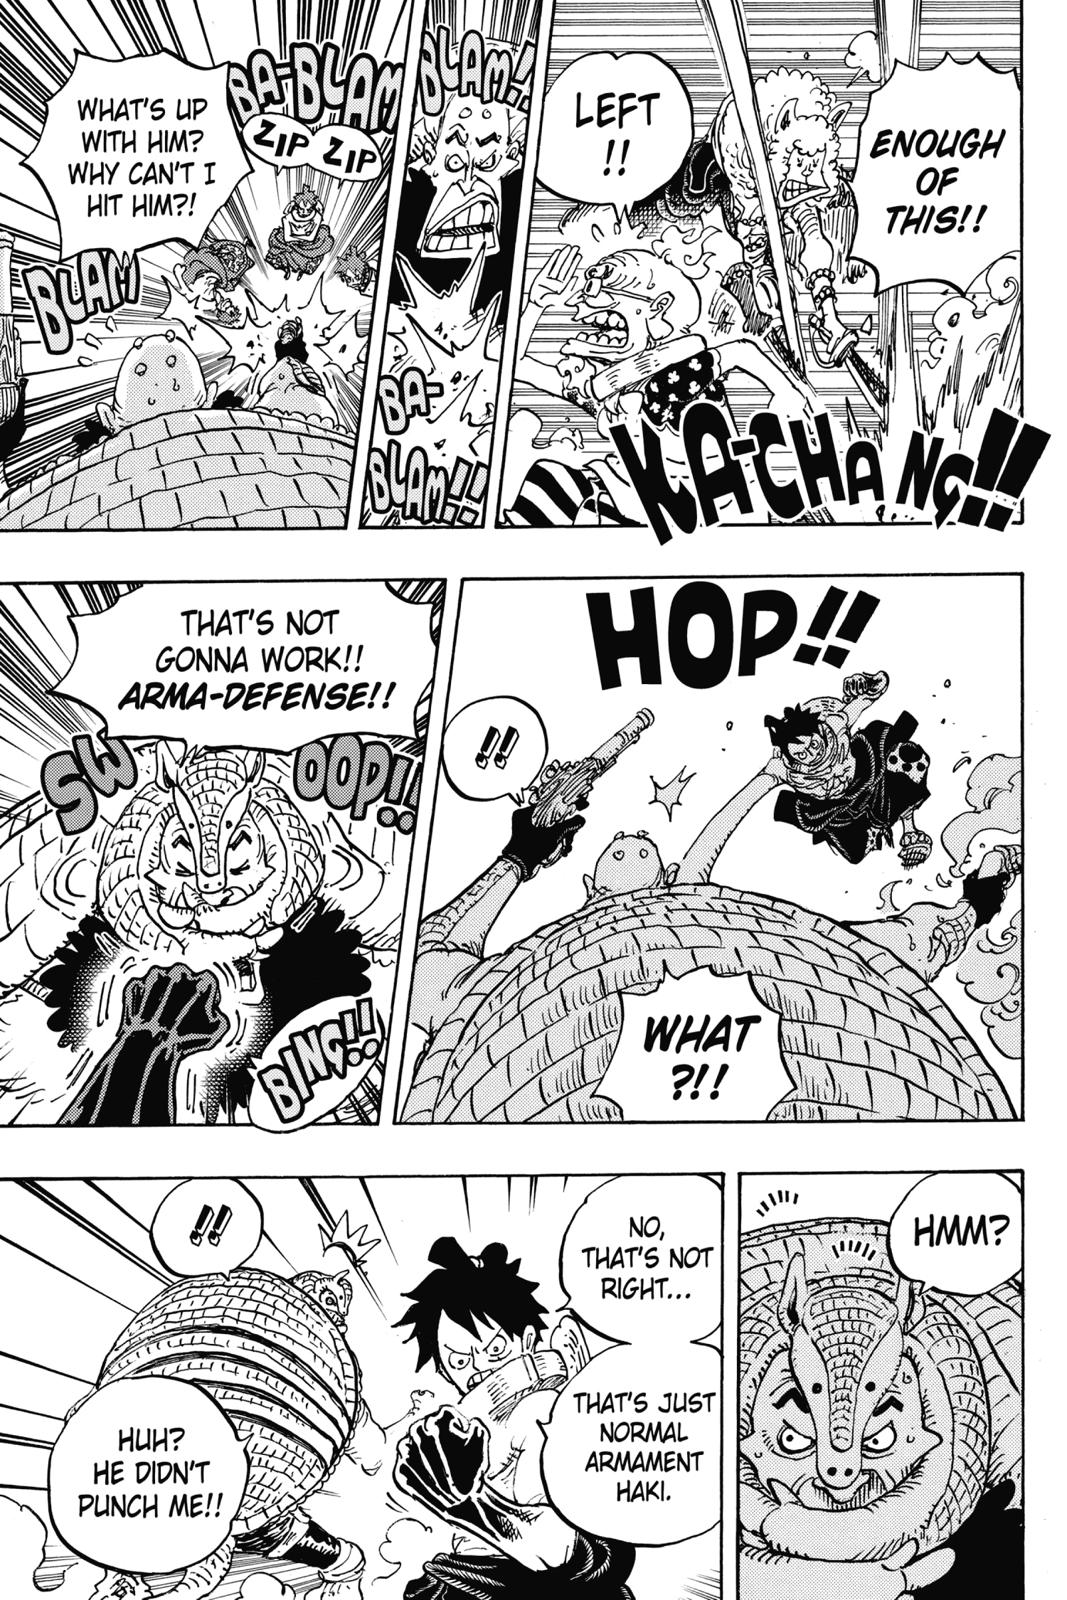 ENOUGH
OF
THIS!!
LEFT
!!
KA-CHANG!!
BLAM!!
BA-
BLAM!!
BA-BLAM
ZIP ZIP
WHAT'S UP
WITH HIM?
WHY CAN'T I
HIT HIM?!
BLAM
HOP!!
!!
WHAT
?!!
THAT'S NOT
GONNA WORK!!
ARMA-DEFENSE!!
SWOOP!!
BING!!
HMM?
NO,
THAT'S NOT
RIGHT...
THAT'S JUST
NORMAL
ARMAMENT
HAKI.
!!
HUH?
HE DIDN'T
PUNCH ME!!